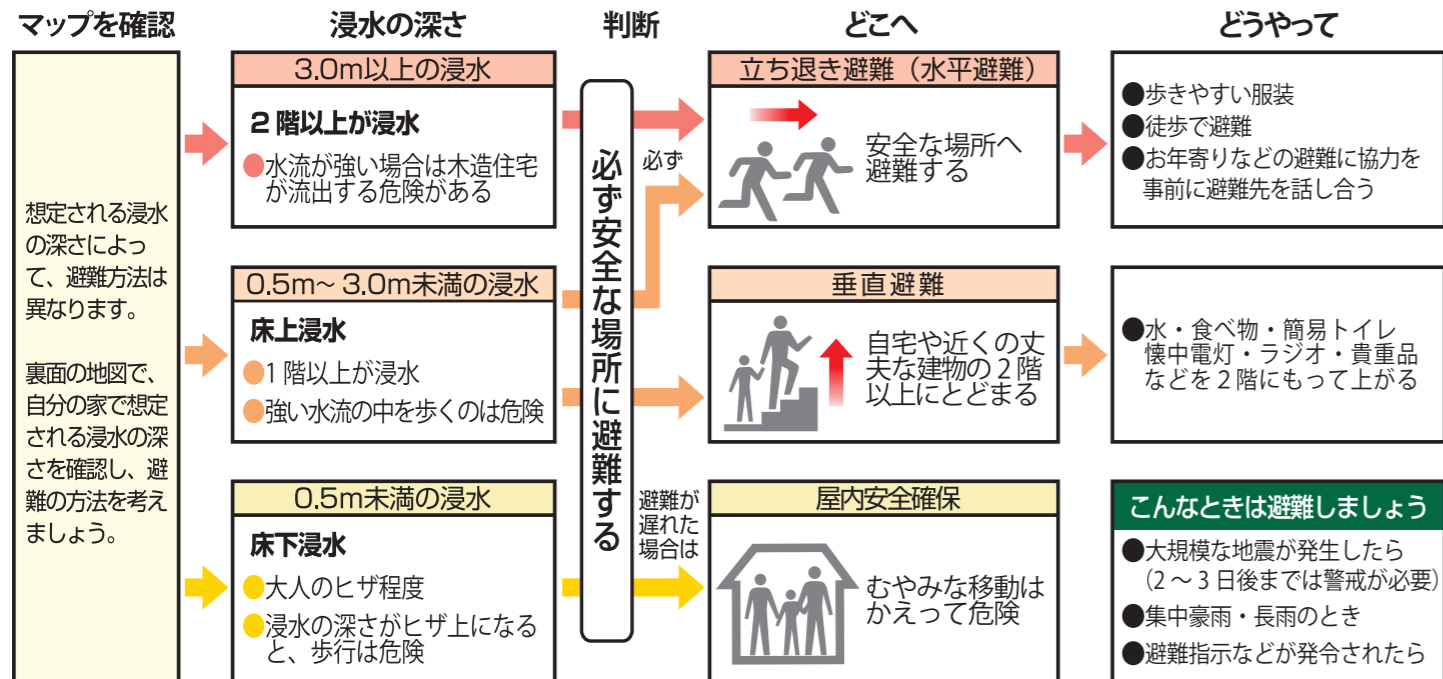 マップを確認
浸水の深さ
判断
どこへ
どうやって
想定される浸水
の深さによっ
て、避難方法は
異なります。
裏面の地図で、
自分の家で想定
される浸水の深
さを確認し、避
難の方法を考え
ましょう。
3.0m以上の浸水
2階以上が浸水
●水流が強い場合は木造住宅
が流出する危険がある
0.5m~3.0m未満の浸水
床上浸水
●1階以上が浸水
●強い水流の中を歩くのは危険
0.5m未満の浸水
床下浸水
●大人のヒザ程度
●浸水の深さがヒザ上になる
と、歩行は危険
必ず安全な場所に避難する
必ず
避難が
遅れた
場合は
立ち退き避難(水平避難)
安全な場所へ
避難する
垂直避難
自宅や近くの丈
夫な建物の2階
以上にとどまる
屋内安全確保
むやみな移動は
かえって危険
●歩きやすい服装
●徒歩で避難
●お年寄りなどの避難に協力を
事前に避難先を話し合う
●水・食べ物・簡易トイレ
懐中電灯・ラジオ・貴重品
などを2階にもって上がる
こんなときは避難しましょう
●大規模な地震が発生したら
(2~3日後までは警戒が必要)
●集中豪雨・長雨のとき
●避難指示などが発令されたら